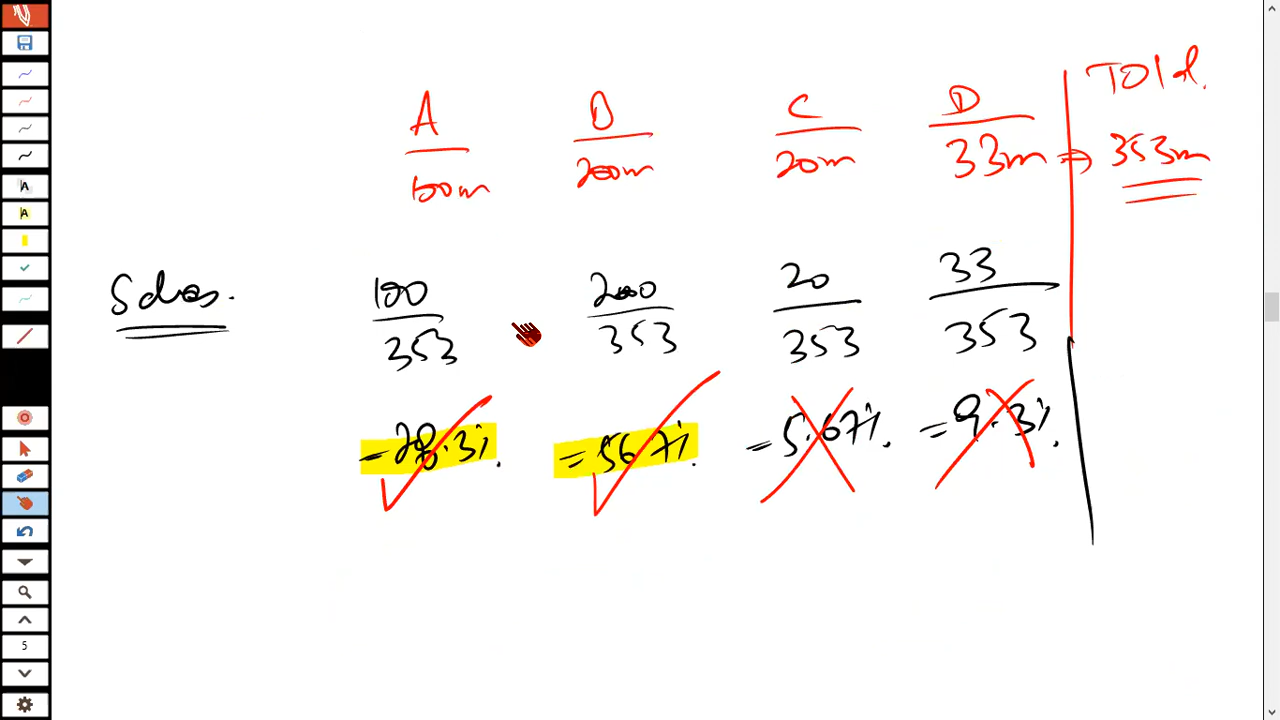 A B C D Total.
100m 200m 20m 33m ⇒ 353m
Sales. 100/353 200/353 20/353 33/353
= 28.3% = 56.7% = 5.67% = 9.3%
A
A
5